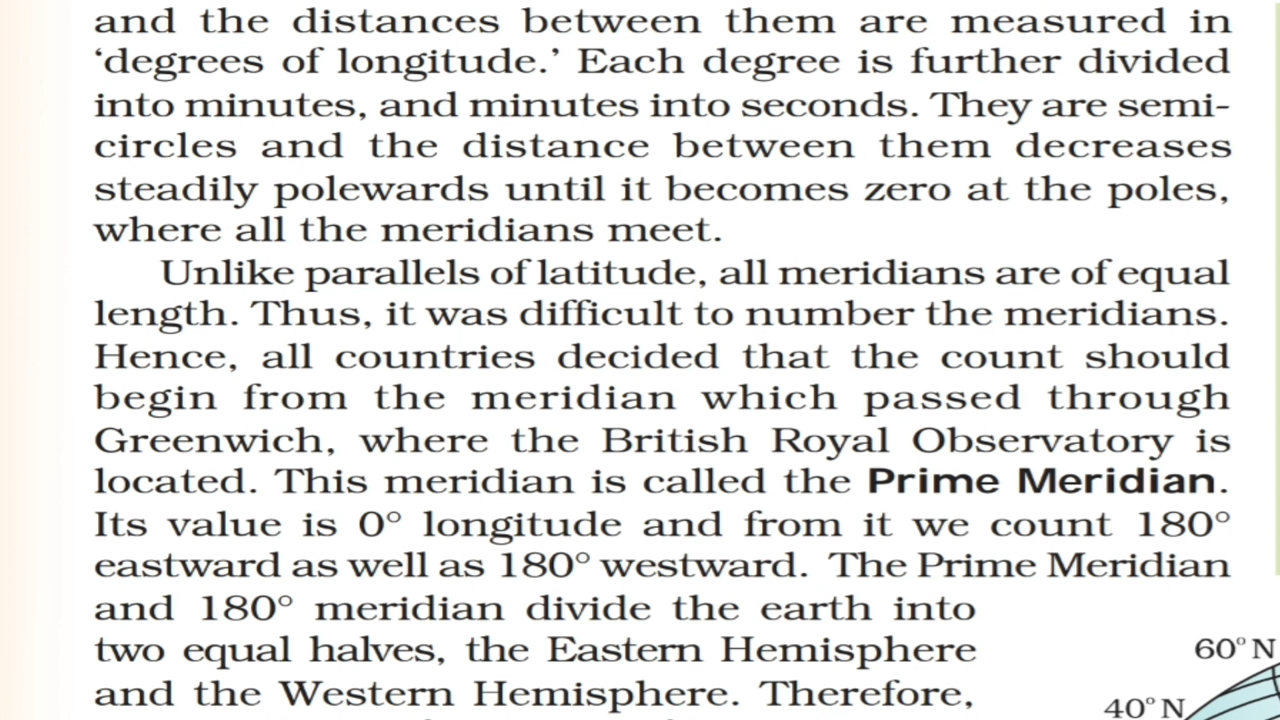 and the distances between them are measured in
‘degrees of longitude.’ Each degree is further divided
into minutes, and minutes into seconds. They are semi-
circles and the distance between them decreases
steadily polewards until it becomes zero at the poles,
where all the meridians meet.
Unlike parallels of latitude, all meridians are of equal
length. Thus, it was difficult to number the meridians.
Hence, all countries decided that the count should
begin from the meridian which passed through
Greenwich, where the British Royal Observatory is
located. This meridian is called the Prime Meridian.
Its value is 0° longitude and from it we count 180°
eastward as well as 180° westward. The Prime Meridian
and 180° meridian divide the earth into
two equal halves, the Eastern Hemisphere
and the Western Hemisphere. Therefore,
60° N
40° N